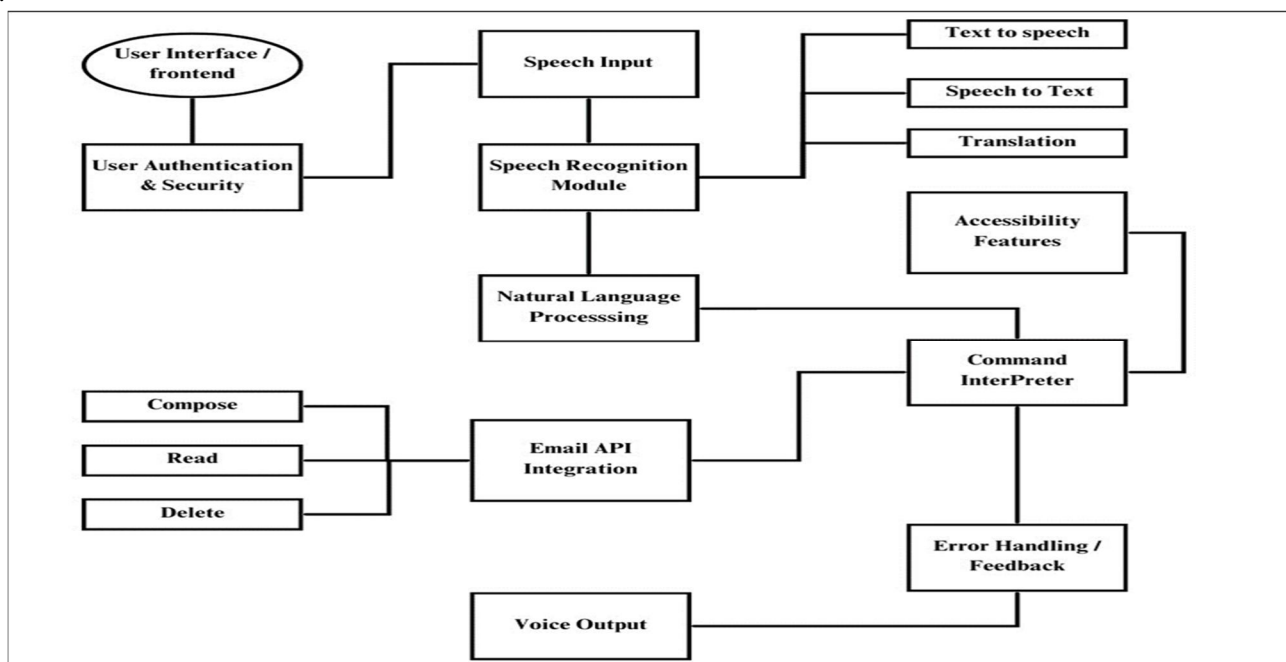 User Interface /
frontend
Speech Input
Text to speech
Speech to Text
Translation
User Authentication
& Security
Speech Recognition
Module
Accessibility
Features
Natural Language
Processsing
Command
InterPreter
Compose
Read
Delete
Email API
Integration
Error Handling /
Feedback
Voice Output